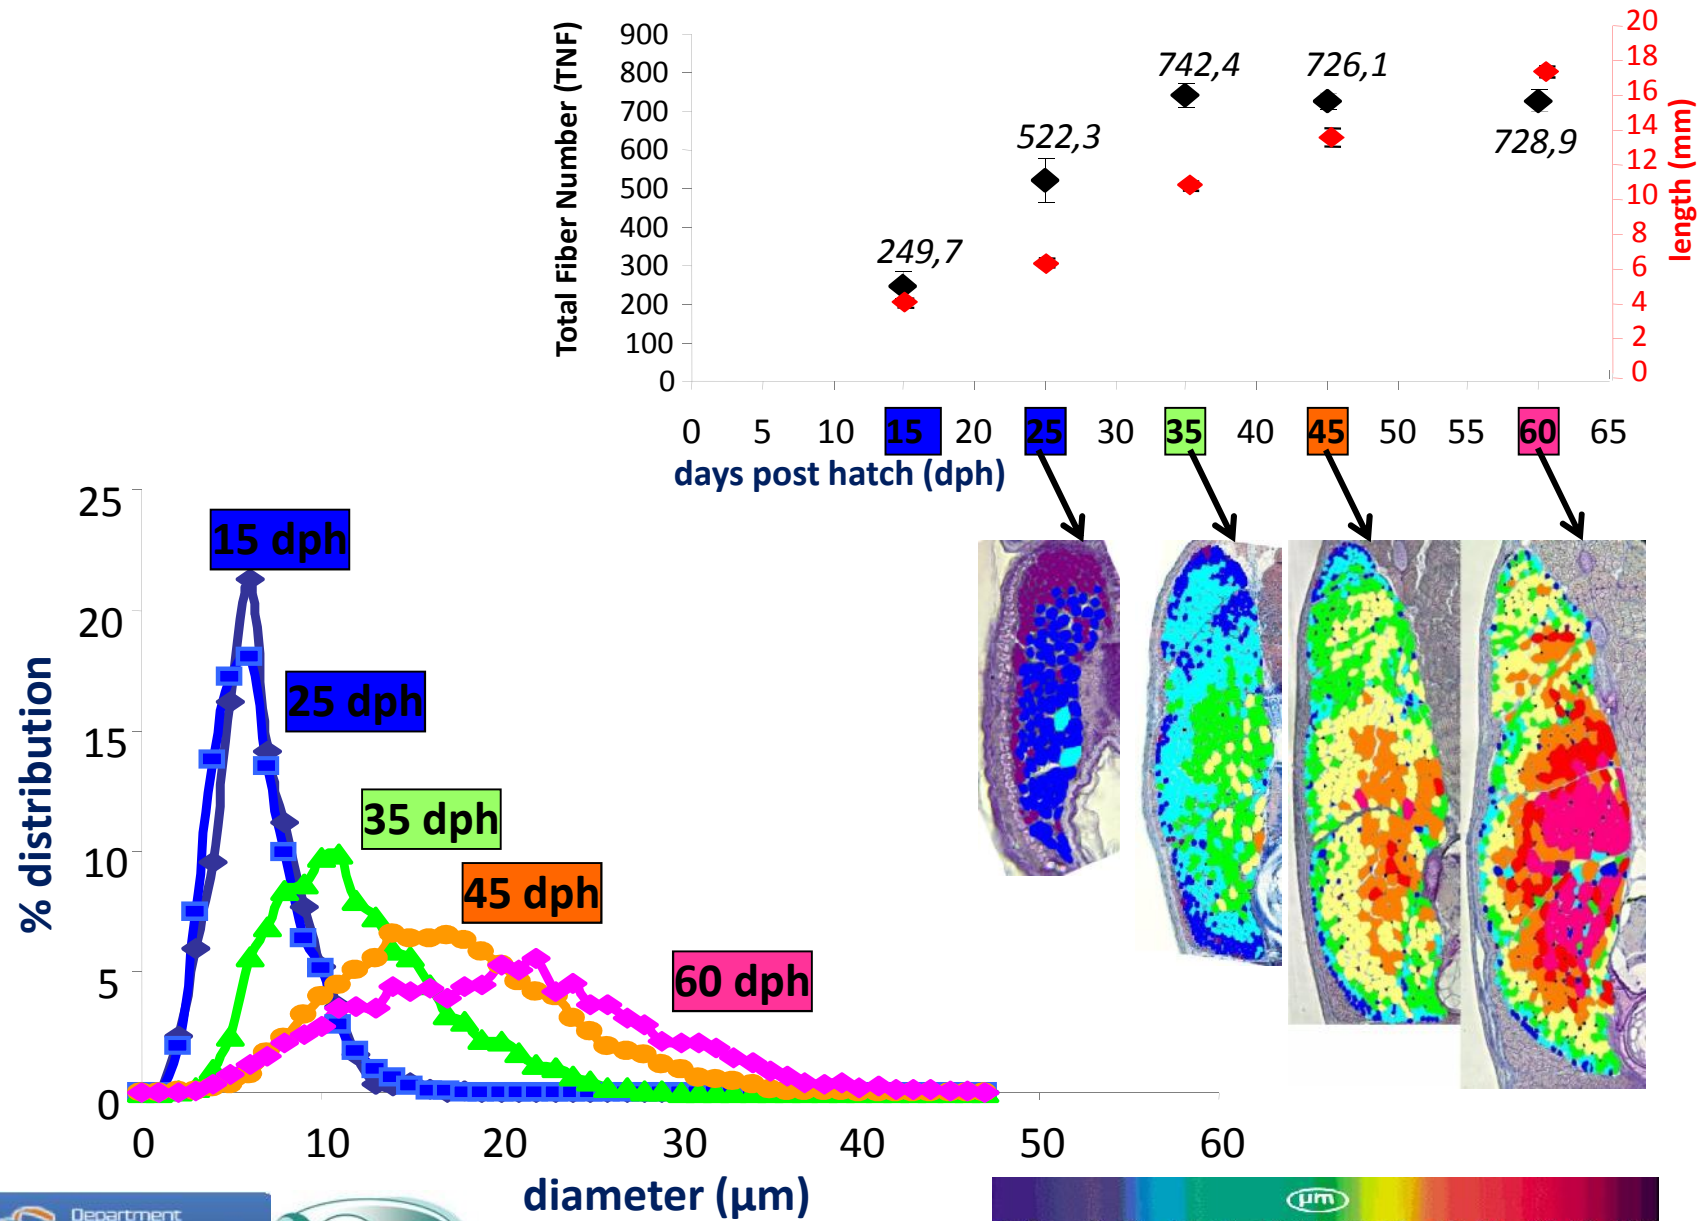 Total Fiber Number (TNF)
900
800
700
600
500
400
300
200
100
0
249,7
522,3
742,4
726,1
728,9
20
18
16
14
12
10
8
6
4
2
0
length (mm)
0 5 10 15 20 25 30 35 40 45 50 55 60 65
days post hatch (dph)
% distribution
25
20
15
10
5
0
15 dph
25 dph
35 dph
45 dph
60 dph
0 10 20 30 40 50 60
diameter (μm)
μm
Department